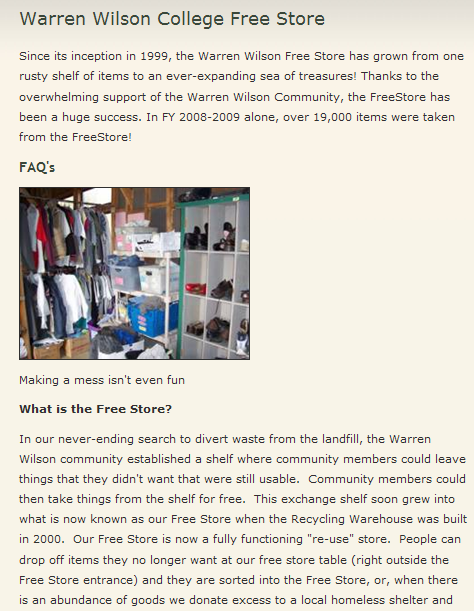 Warren Wilson College Free Store
Since its inception in 1999, the Warren Wilson Free Store has grown from one
rusty shelf of items to an ever-expanding sea of treasures! Thanks to the
overwhelming support of the Warren Wilson Community, the FreeStore has
been a huge success. In FY 2008-2009 alone, over 19,000 items were taken
from the FreeStore!
FAQ's
Making a mess isn't even fun
What is the Free Store?
In our never-ending search to divert waste from the landfill, the Warren
Wilson community established a shelf where community members could leave
things that they didn't want that were still usable.  Community members could
then take things from the shelf for free.  This exchange shelf soon grew into
what is now known as our Free Store when the Recycling Warehouse was built
in 2000.  Our Free Store is now a fully functioning "re-use" store.  People can
drop off items they no longer want at our free store table (right outside the
Free Store entrance) and they are sorted into the Free Store, or, when there
is an abundance of goods we donate excess to a local homeless shelter and